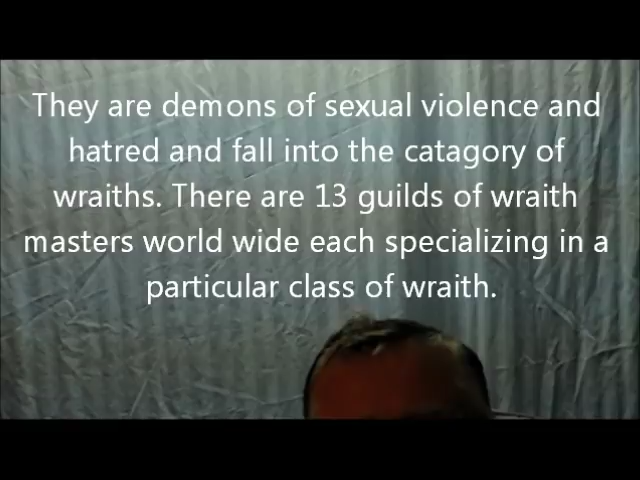 They are demons of sexual violence and
hatred and fall into the catagory of
wraiths. There are 13 guilds of wraith
masters world wide each specializing in a
particular class of wraith.